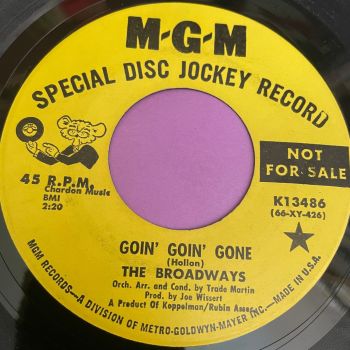 M-G-M
SPECIAL DISC JOCKEY RECORD
NOT
FOR SALE
45 R.P.M.
Chardon Music
BMI
2:20
K13486
(66-XY-426)
GOIN' GOIN' GONE
(Hollon)
THE BROADWAYS
Orch. Arr. and Cond. by Trade Martin
Prod. by Joe Wissert
A Product Of Koppelman/Rubin Assoc.
MGM RECORDS—A DIVISION OF METRO-GOLDWYN-MAYER INC.—MADE IN U.S.A.